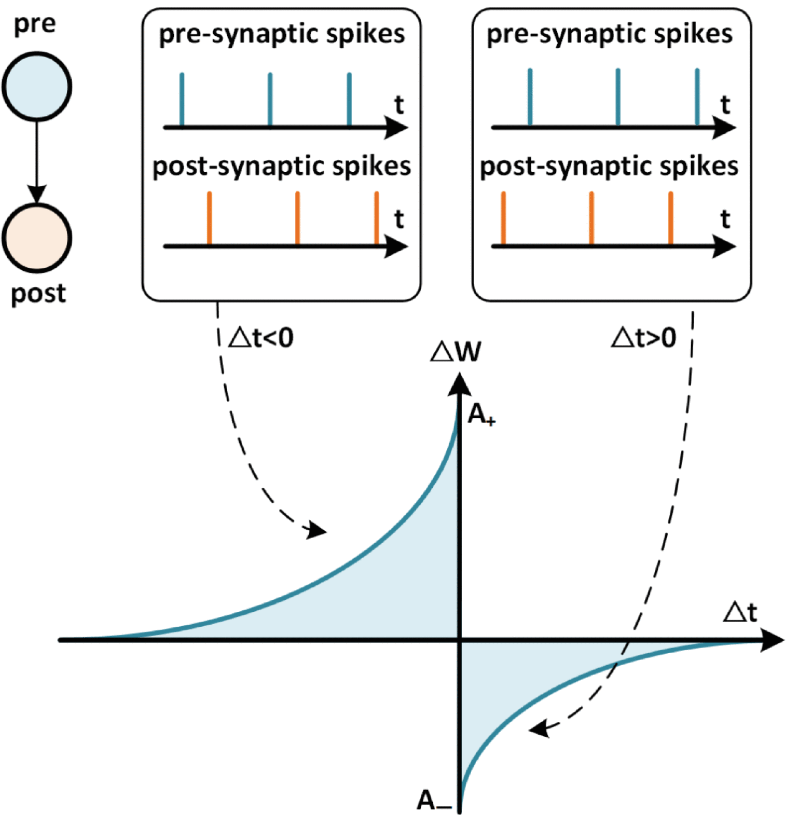 pre
post
pre-synaptic spikes
t
post-synaptic spikes
t
pre-synaptic spikes
t
post-synaptic spikes
t
△t<0
△t>0
△W
A₊
△t
A₋